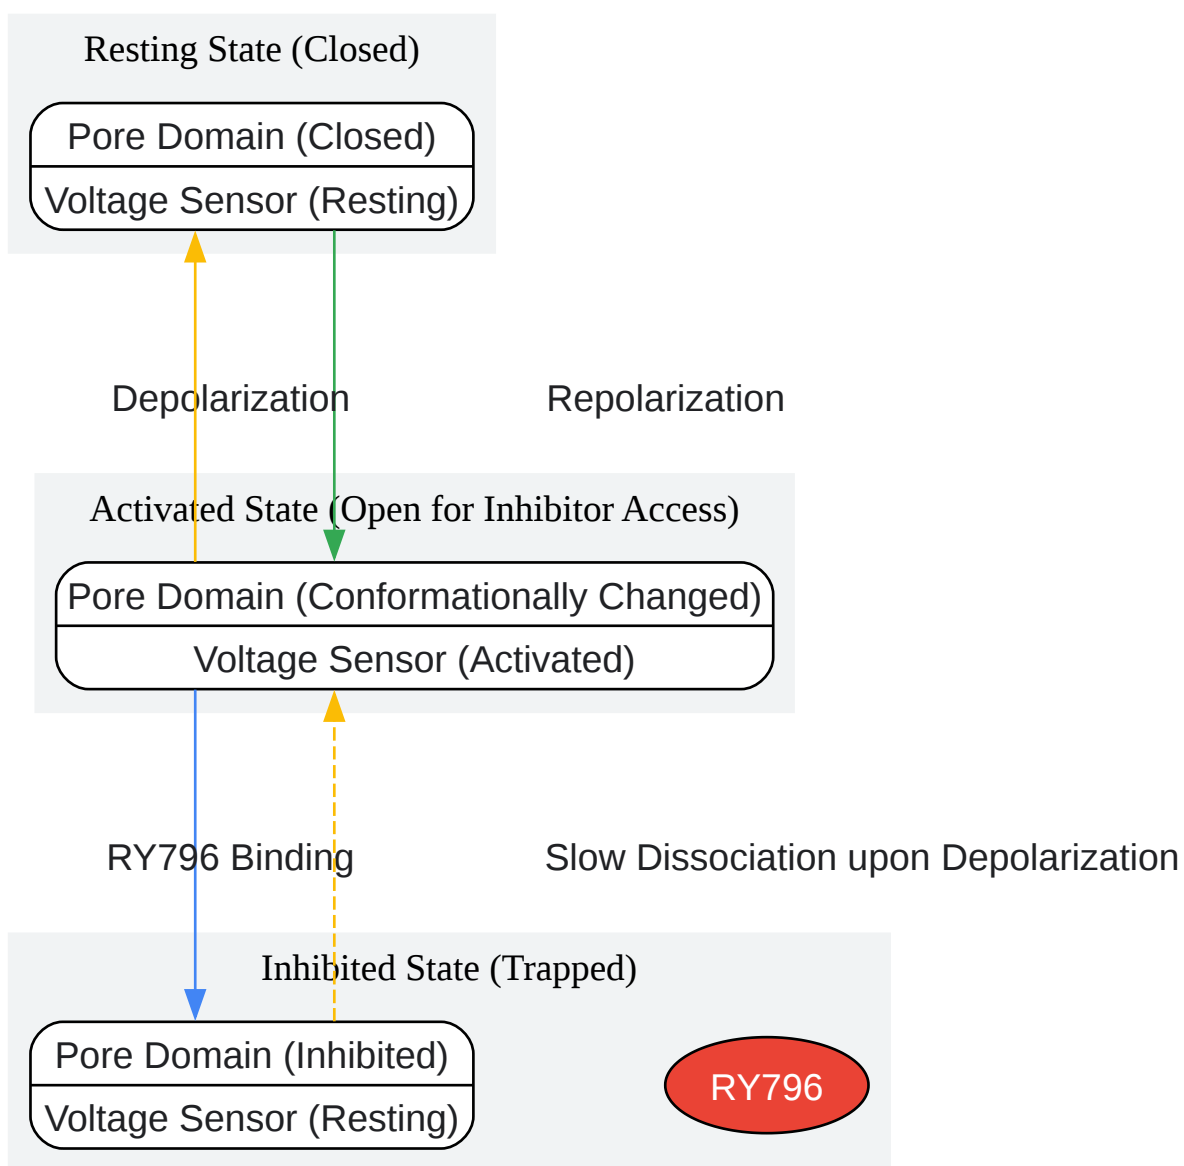 Resting State (Closed)
Pore Domain (Closed)
Voltage Sensor (Resting)
Depolarization
Repolarization
Activated State (Open for Inhibitor Access)
Pore Domain (Conformationally Changed)
Voltage Sensor (Activated)
RY796 Binding
Slow Dissociation upon Depolarization
Inhibited State (Trapped)
Pore Domain (Inhibited)
Voltage Sensor (Resting)
RY796